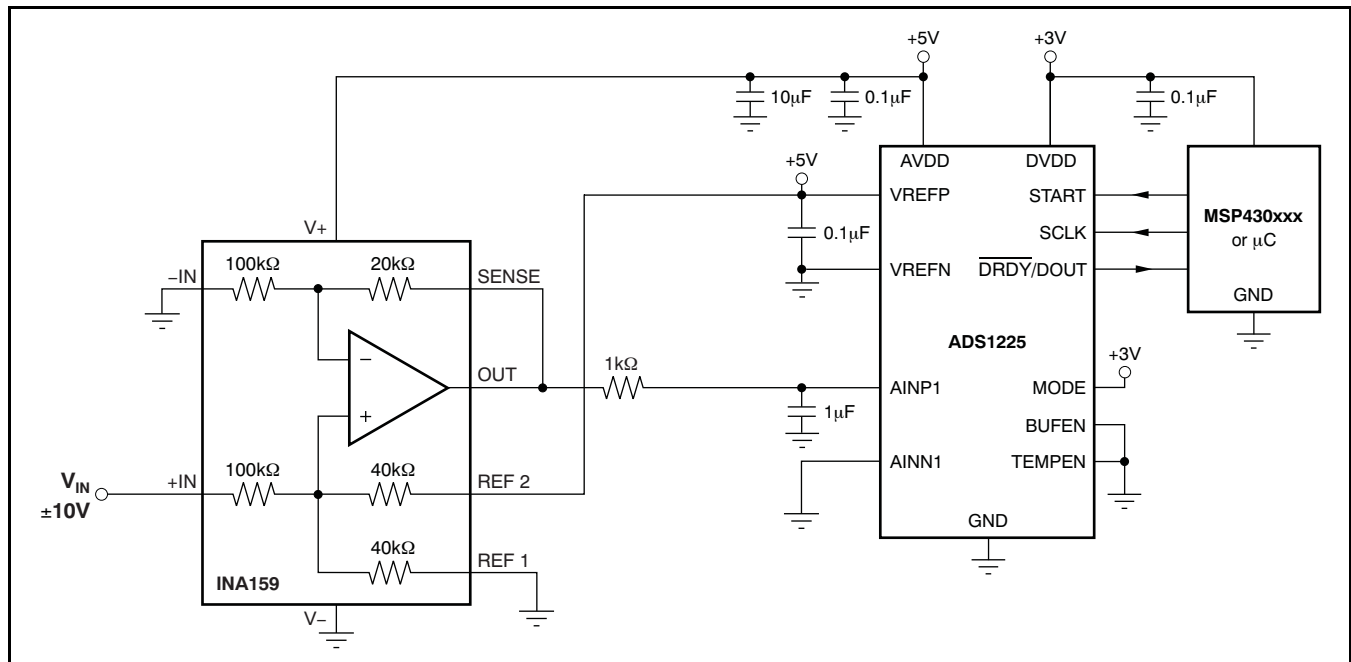 +5V
+3V
10μF
0.1μF
0.1μF
+5V
AVDD
DVDD
VREFP
START
MSP430xxx
or μC
V+
0.1μF
SCLK
–IN
100kΩ
20kΩ
SENSE
VREFN
DRDY/DOUT
GND
ADS1225
–
OUT
1kΩ
+3V
AINP1
MODE
+
1μF
BUFEN
100kΩ
40kΩ
AINN1
TEMPEN
VIN
±10V
+IN
REF 2
GND
40kΩ
REF 1
INA159
V–